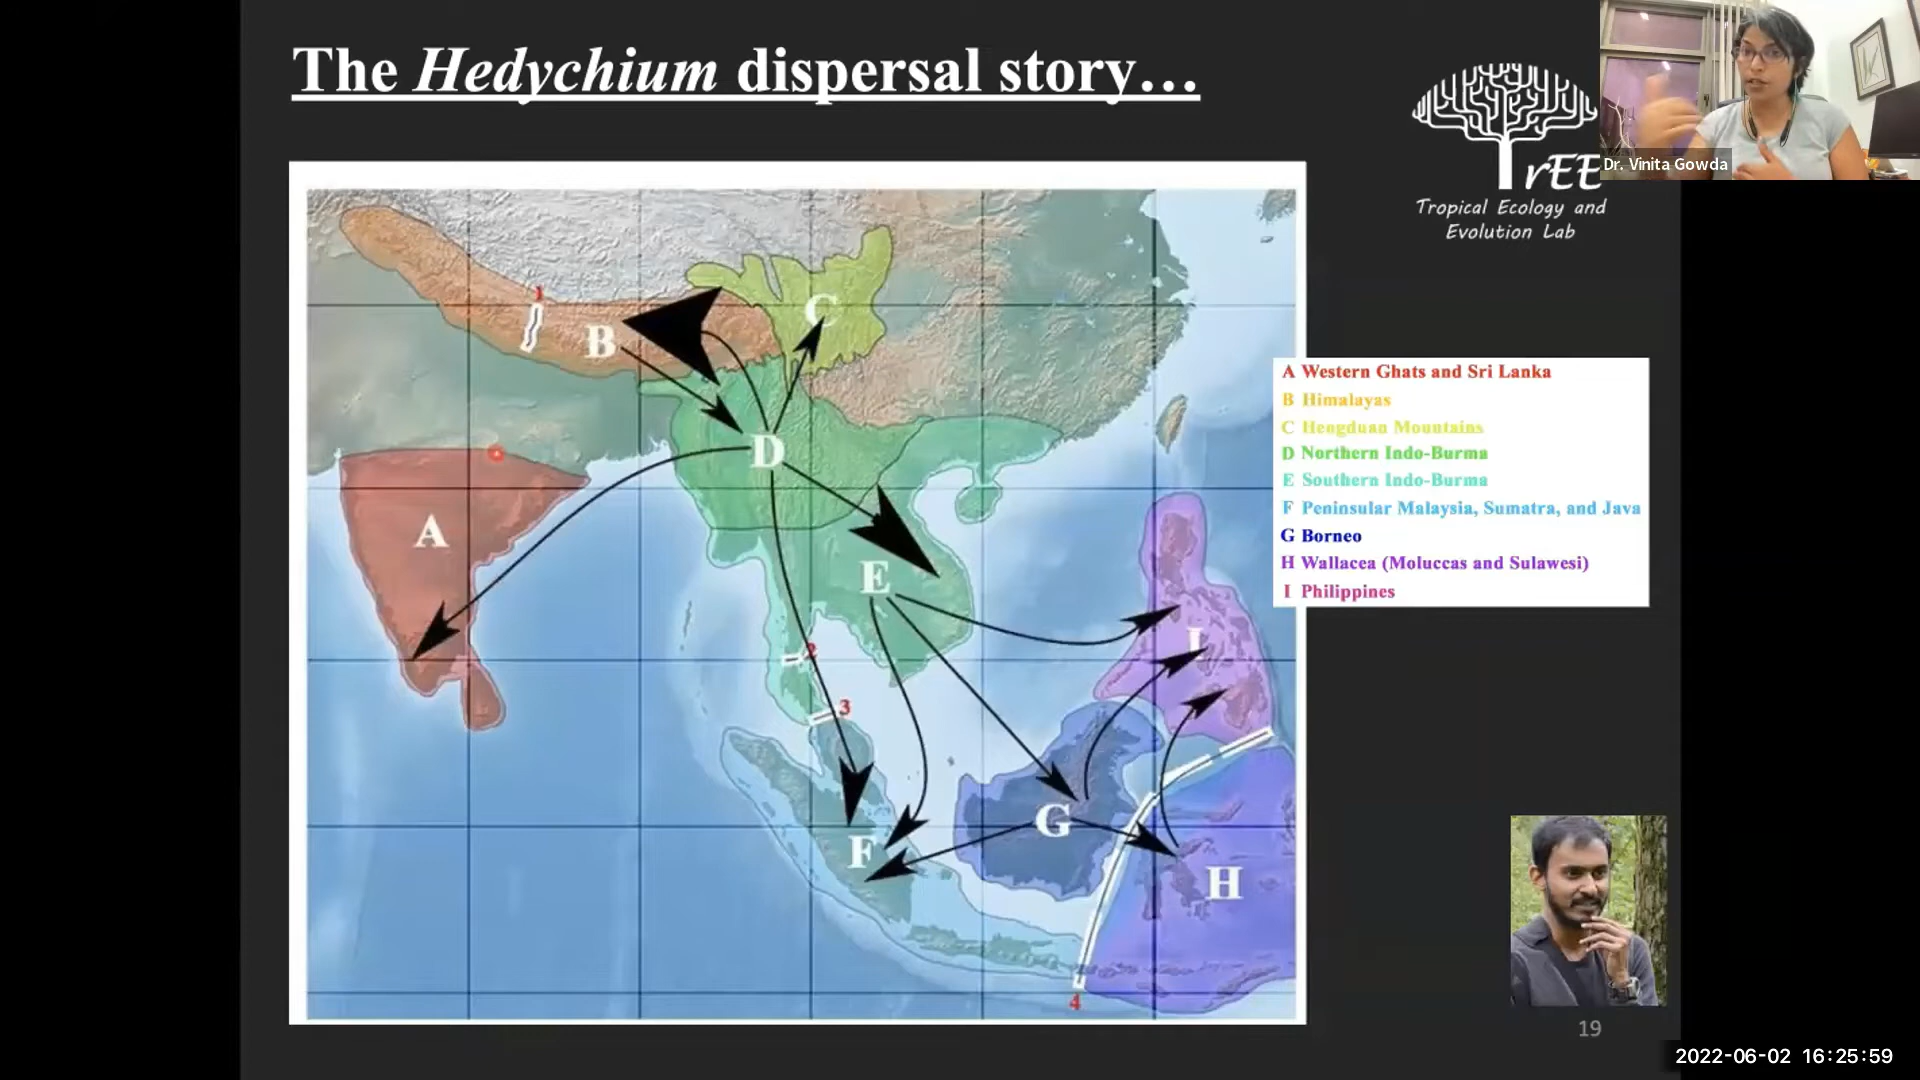 The Hedychium dispersal story...
rEE
Tropical Ecology and
Evolution Lab
Dr. Vinita Gowda
1
B
C
D
A
E
2
3
I
G
F
H
4
A Western Ghats and Sri Lanka
B Himalayas
C Hengduan Mountains
D Northern Indo-Burma
E Southern Indo-Burma
F Peninsular Malaysia, Sumatra, and Java
G Borneo
H Wallacea (Moluccas and Sulawesi)
I Philippines
19
2022-06-02 16:25:59